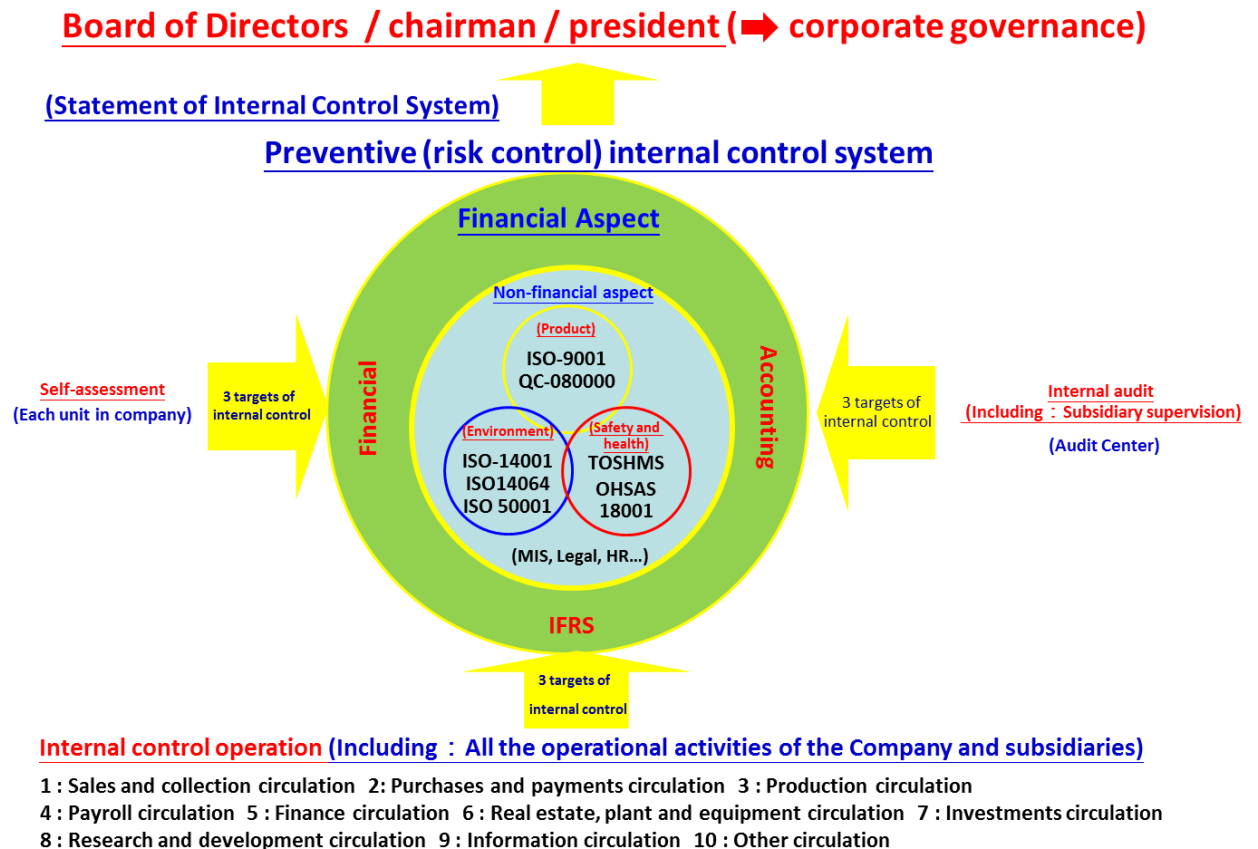 Board of Directors / chairman / president (➡ corporate governance)
(Statement of Internal Control System)
Preventive (risk control) internal control system
Financial Aspect
Non-financial aspect
(Product)
ISO-9001
QC-080000
(Environment)
ISO-14001
ISO14064
ISO 50001
(Safety and
health)
TOSHMS
OHSAS
18001
(MIS, Legal, HR...)
Financial
Accounting
IFRS
Self-assessment
(Each unit in company)
3 targets of
internal control
3 targets of
internal control
Internal audit
(Including：Subsidiary supervision)
(Audit Center)
3 targets of
internal control
Internal control operation (Including：All the operational activities of the Company and subsidiaries)
1 : Sales and collection circulation 2: Purchases and payments circulation 3 : Production circulation
4 : Payroll circulation 5 : Finance circulation 6 : Real estate, plant and equipment circulation 7 : Investments circulation
8 : Research and development circulation 9 : Information circulation 10 : Other circulation